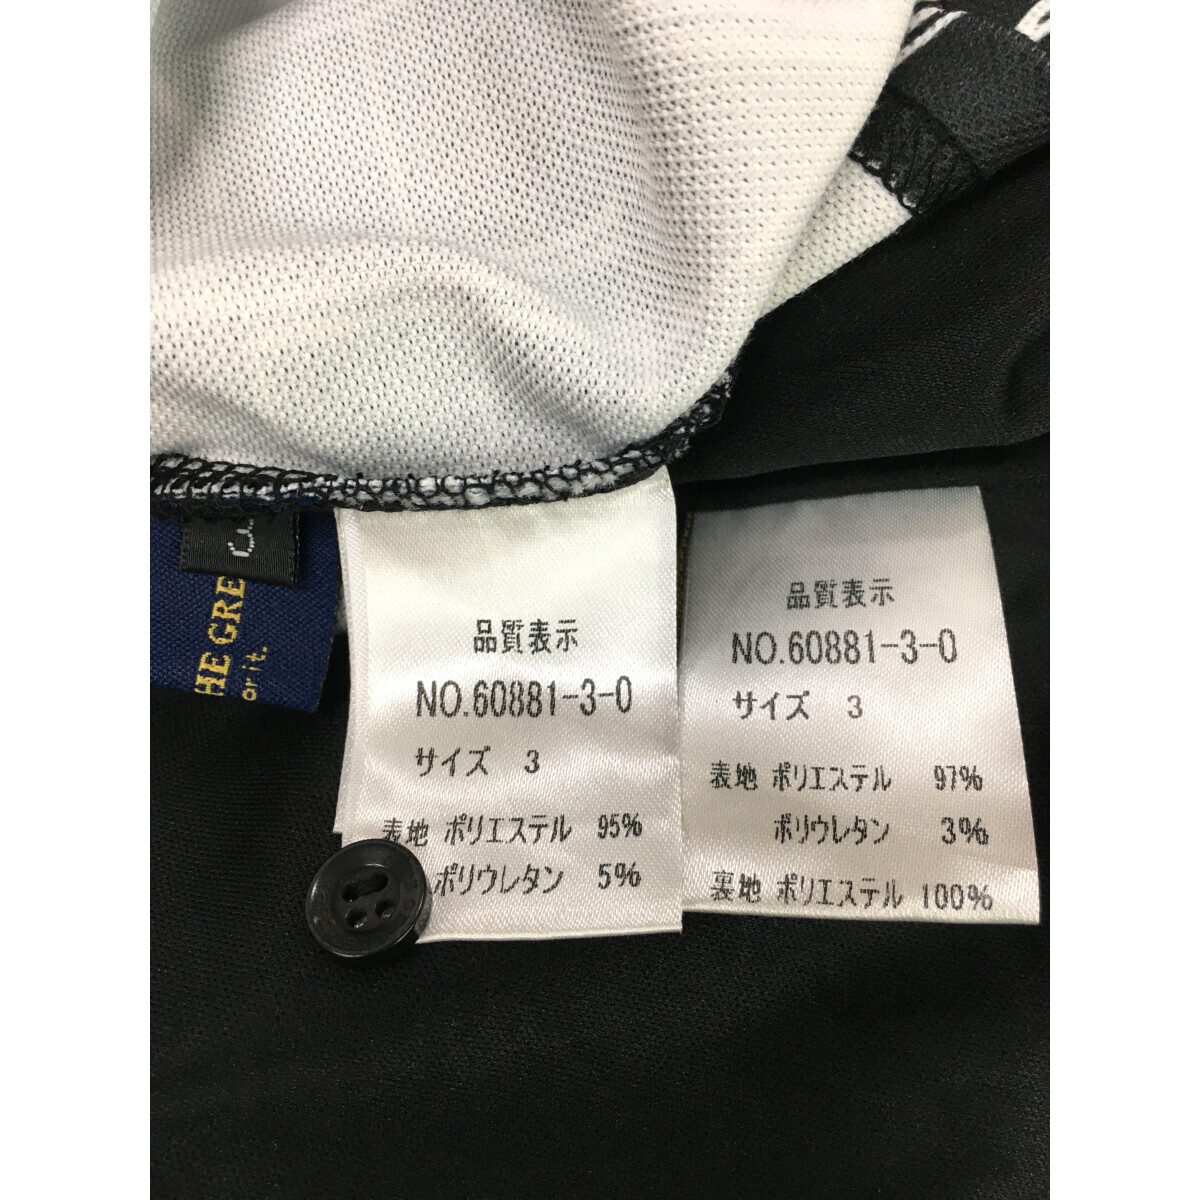 3
THE GRE
or it.
品質表示
NO.60881-3-0
サイズ 3
表地 ポリエステル 95%
ポリウレタン 5%
品質表示
NO.60881-3-0
サイズ 3
表地 ポリエステル 97%
ポリウレタン 3%
裏地 ポリエステル 100%